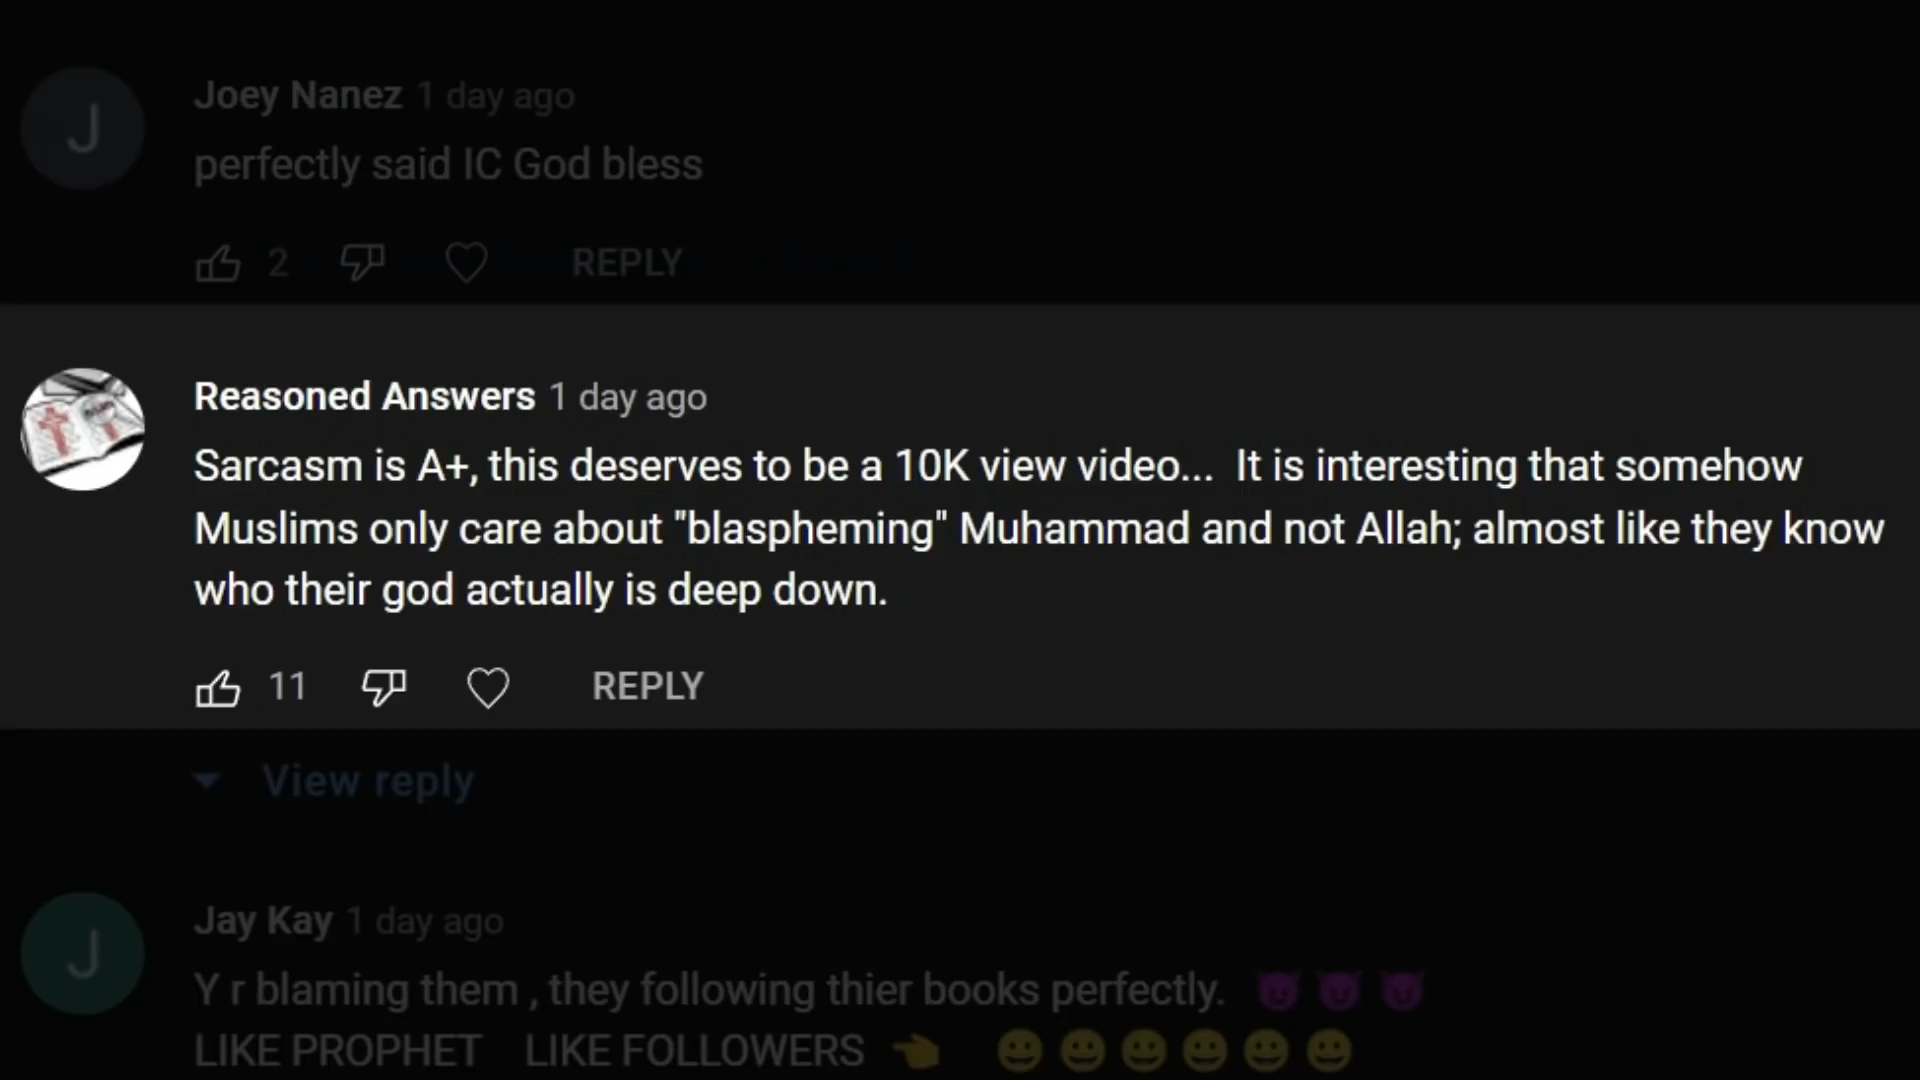 J
Joey Nanez 1 day ago
perfectly said IC God bless
2 REPLY
Reasoned Answers 1 day ago
Sarcasm is A+, this deserves to be a 10K view video... It is interesting that somehow
Muslims only care about "blaspheming" Muhammad and not Allah; almost like they know
who their god actually is deep down.
11 REPLY
View reply
J
Jay Kay 1 day ago
Y r blaming them , they following thier books perfectly. 😈 😈 😈
LIKE PROPHET LIKE FOLLOWERS 👈 😀 😀 😀 😀 😀 😀